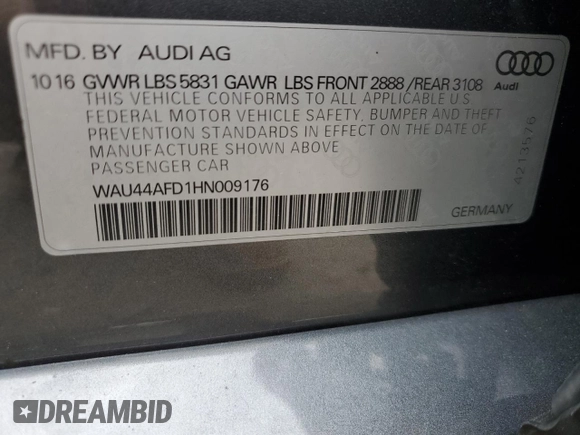 MFD. BY AUDI AG
10 16 GVWR LBS 5831 GAWR LBS FRONT 2888 /REAR 3108
Audi
THIS VEHICLE CONFORMS TO ALL APPLICABLE U.S.
FEDERAL MOTOR VEHICLE SAFETY, BUMPER AND THEFT
PREVENTION STANDARDS IN EFFECT ON THE DATE OF
MANUFACTURE SHOWN ABOVE
PASSENGER CAR
4213576
WAU44AFD1HN009176
GERMANY
DREAMBID